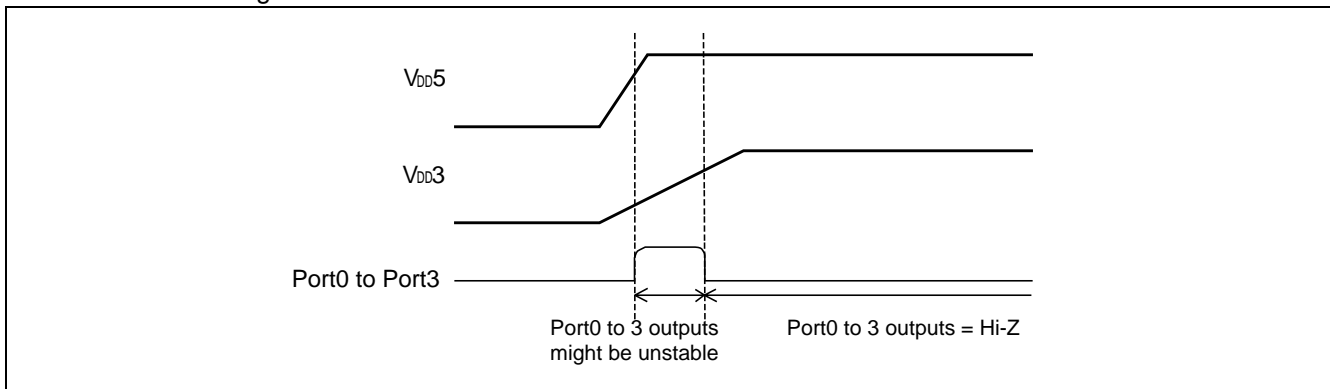 VDD5
VDD3
Port0 to Port3
Port0 to 3 outputs
might be unstable
Port0 to 3 outputs = Hi-Z